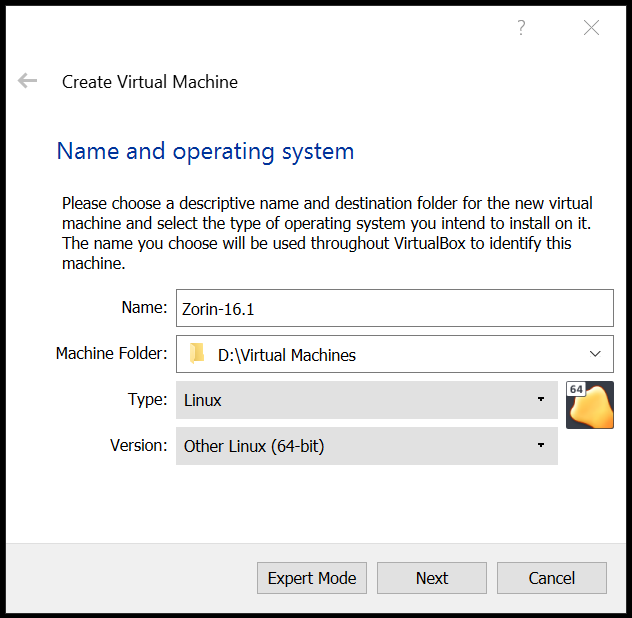 ?
Create Virtual Machine
Name and operating system
Please choose a descriptive name and destination folder for the new virtual
machine and select the type of operating system you intend to install on it.
The name you choose will be used throughout VirtualBox to identify this
machine.
Name: Zorin-16.1
Machine Folder: D:\Virtual Machines
Type: Linux
64
Version: Other Linux (64-bit)
Expert Mode Next Cancel